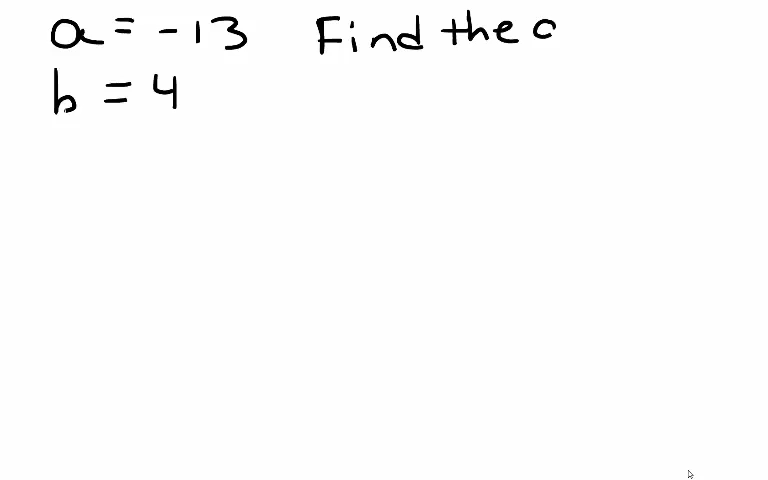 a = -13 Find the
b = 4